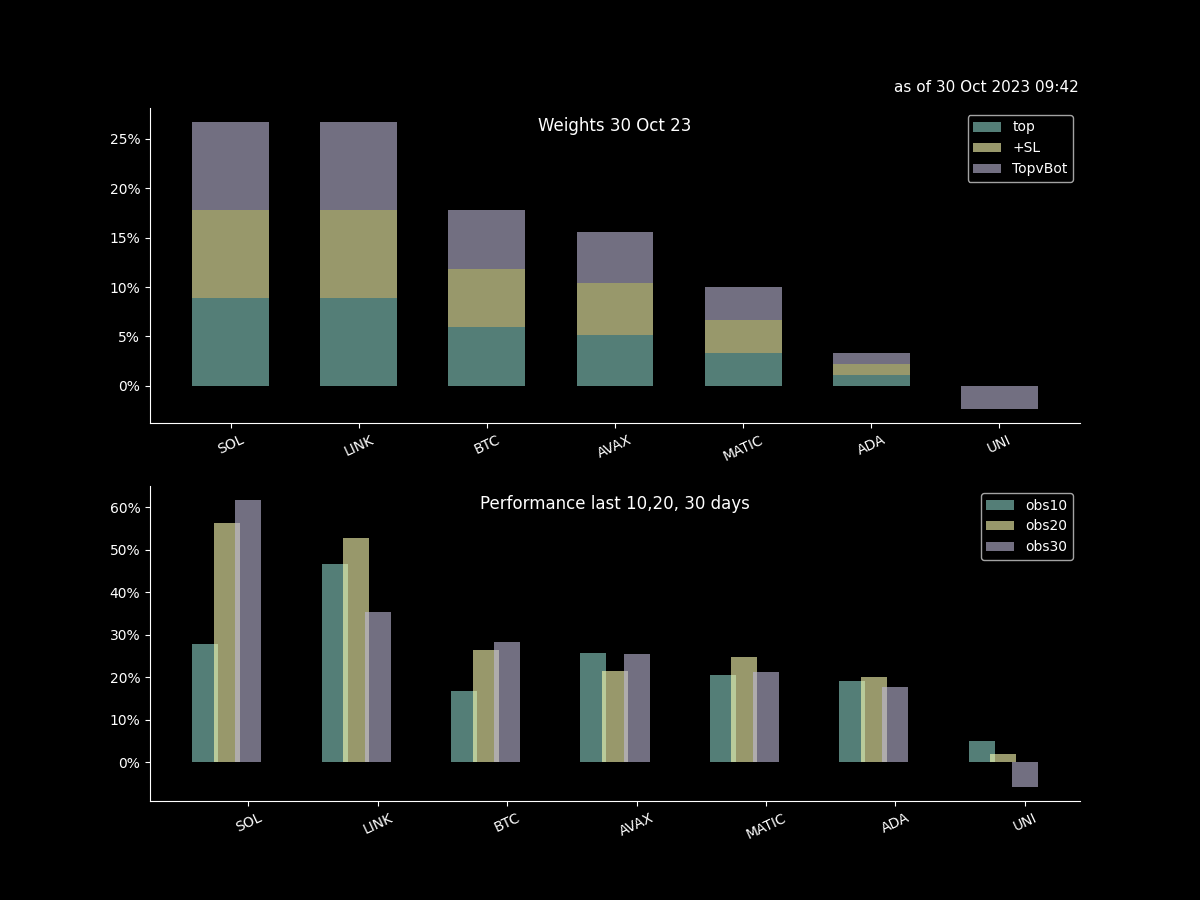 as of 30 Oct 2023 09:42
Weights 30 Oct 23
top
+SL
TopvBot
25%
20%
15%
10%
5%
0%
SOL LINK BTC AVAX MATIC ADA UNI
Performance last 10,20, 30 days
obs10
obs20
obs30
60%
50%
40%
30%
20%
10%
0%
SOL LINK BTC AVAX MATIC ADA UNI